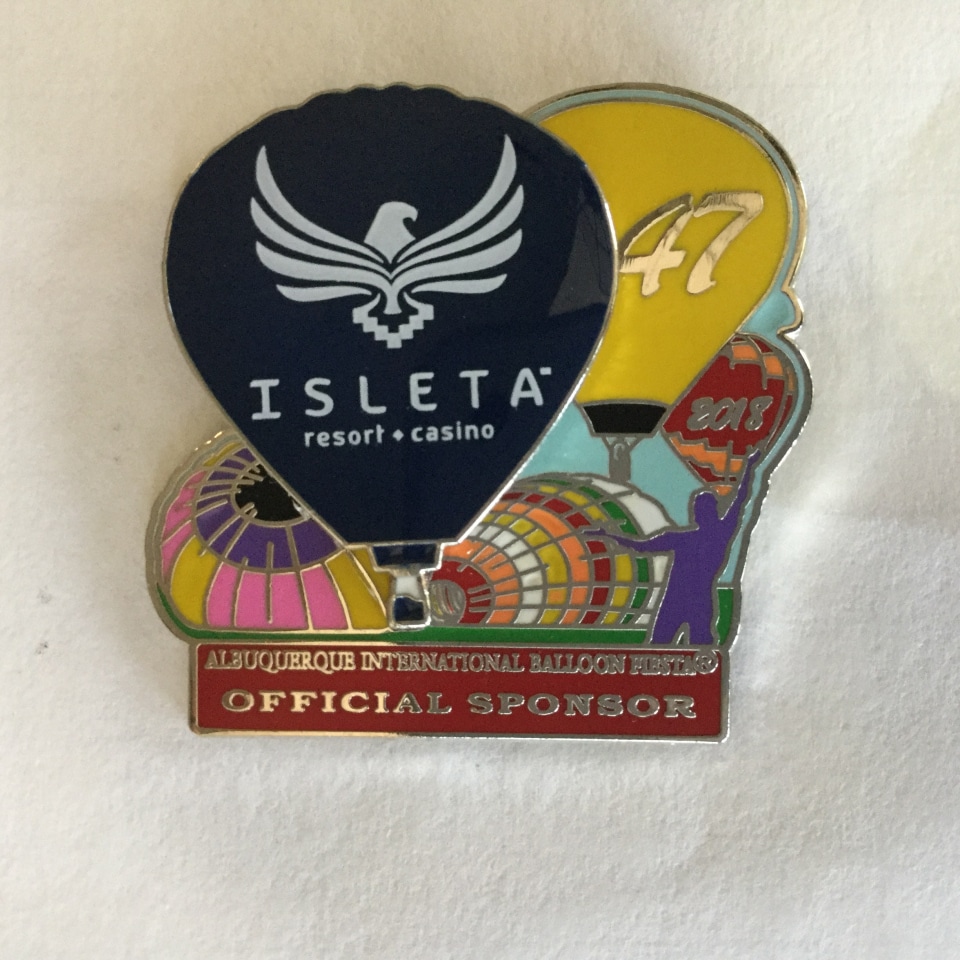 ISLETA
resort ◆ casino
47
2018
ALBUQUERQUE INTERNATIONAL BALLOON FIESTA®
OFFICIAL SPONSOR